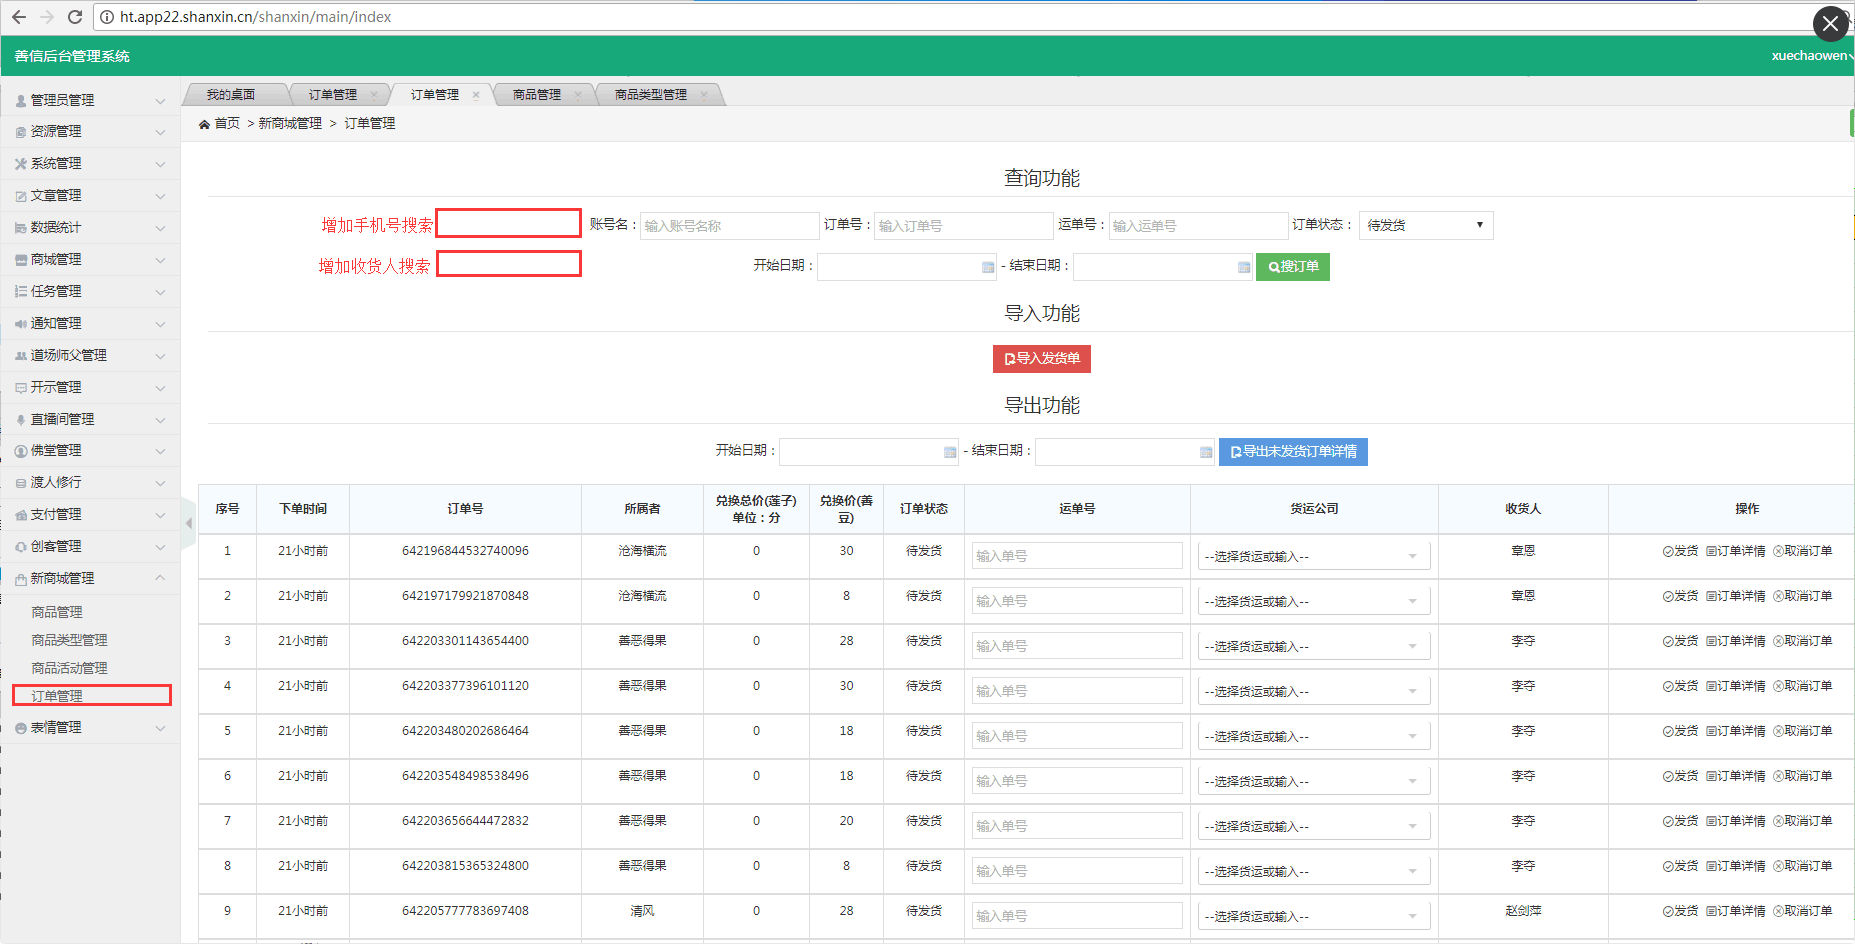 ht.app22.shanxin.cn/shanxin/main/index
善信后台管理系统
xuechaowen
管理员管理
资源管理
系统管理
文章管理
数据统计
商城管理
任务管理
通知管理
道场师父管理
开示管理
直播间管理
佛堂管理
渡人修行
支付管理
创客管理
新商城管理
商品管理
商品类型管理
商品活动管理
订单管理
表情管理
我的桌面 订单管理 订单管理 商品管理 商品类型管理
首页 > 新商城管理 > 订单管理
查询功能
增加手机号搜索 账号名： 输入账号名称 订单号： 输入订单号 运单号： 输入运单号 订单状态： 待发货
增加收货人搜索 开始日期： - 结束日期： 搜订单
导入功能
导入发货单
导出功能
开始日期： - 结束日期： 导出未发货订单详情
序号 下单时间 订单号 所属者 兑换总价(莲子)单位：分 兑换价(善豆) 订单状态 运单号 货运公司 收货人 操作
1 21小时前 642196844532740096 沧海横流 0 30 待发货 输入单号 --选择货运或输入-- 章恩 发货 订单详情 取消订单
2 21小时前 642197179921870848 沧海横流 0 8 待发货 输入单号 --选择货运或输入-- 章恩 发货 订单详情 取消订单
3 21小时前 642203301143654400 善恶得果 0 28 待发货 输入单号 --选择货运或输入-- 李夺 发货 订单详情 取消订单
4 21小时前 642203377396101120 善恶得果 0 30 待发货 输入单号 --选择货运或输入-- 李夺 发货 订单详情 取消订单
5 21小时前 642203480202686464 善恶得果 0 18 待发货 输入单号 --选择货运或输入-- 李夺 发货 订单详情 取消订单
6 21小时前 642203548498538496 善恶得果 0 18 待发货 输入单号 --选择货运或输入-- 李夺 发货 订单详情 取消订单
7 21小时前 642203656644472832 善恶得果 0 20 待发货 输入单号 --选择货运或输入-- 李夺 发货 订单详情 取消订单
8 21小时前 642203815365324800 善恶得果 0 8 待发货 输入单号 --选择货运或输入-- 李夺 发货 订单详情 取消订单
9 21小时前 642205777783697408 清风 0 28 待发货 输入单号 --选择货运或输入-- 赵剑萍 发货 订单详情 取消订单